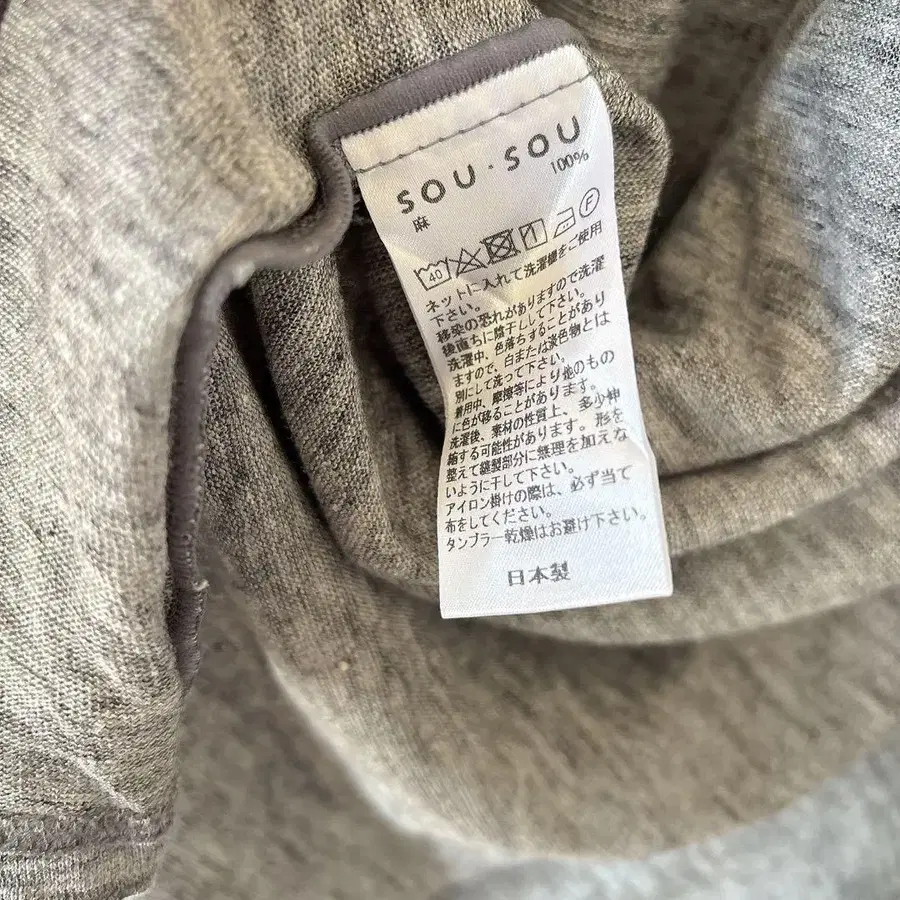 SOU・SOU
麻 100%
40 F
ネットに入れて洗濯機をご使用
下さい。
移染の恐れがありますので洗濯
後直ちに陰干しして下さい。
洗濯中、色落ちすることがあり
ますので、白または淡色物とは
別にして洗って下さい。
着用中、摩擦等により他のもの
に色が移ることがあります。
洗濯後、素材の性質上、多少伸
縮する可能性があります。形を
整えて縫製部分に無理を加えな
いように干して下さい。
アイロン掛けの際は、必ず当て
布をしてください。
タンブラー乾燥はお避け下さい。
日本製